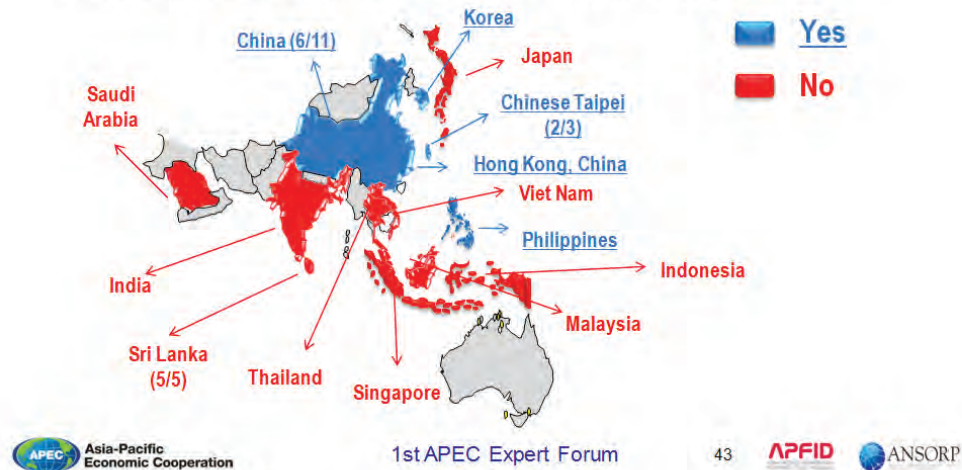 Korea
Yes
China (6/11)
Japan
No
Saudi
Arabia
Chinese Taipei
(2/3)
Hong Kong, China
Viet Nam
Philippines
Indonesia
India
Malaysia
Sri Lanka
(5/5)
Thailand
Singapore
APEC
Asia-Pacific
Economic Cooperation
1st APEC Expert Forum
43
APFID
ANSORP